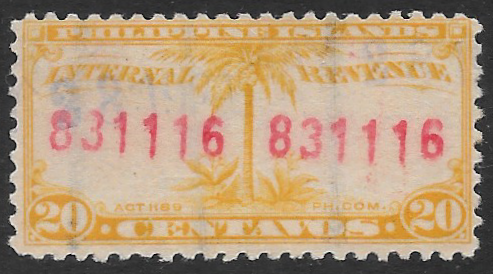 PHILIPPINE ISLANDS
INTERNAL REVENUE
831116 831116
ACT 1189 PH. COM.
20 CENTAVOS 20